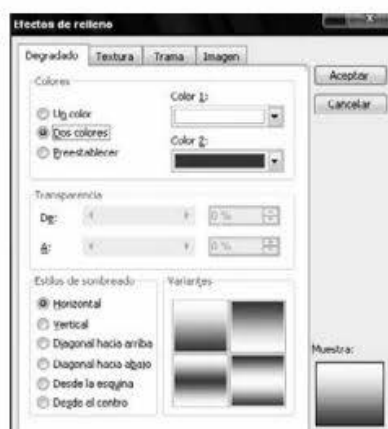 Efectos de relleno
Degradado Textura Trama Imagen
Aceptar
Cancelar
Colores
Color 1:
Un color
Dos colores
Color 2:
Preestablecer
Transparencia
De: 0 %
A: 0 %
Estilos de sombreado
Variantes
Horizontal
Vertical
Diagonal hacia arriba
Diagonal hacia abajo
Desde la esquina
Desde el centro
Muestra: